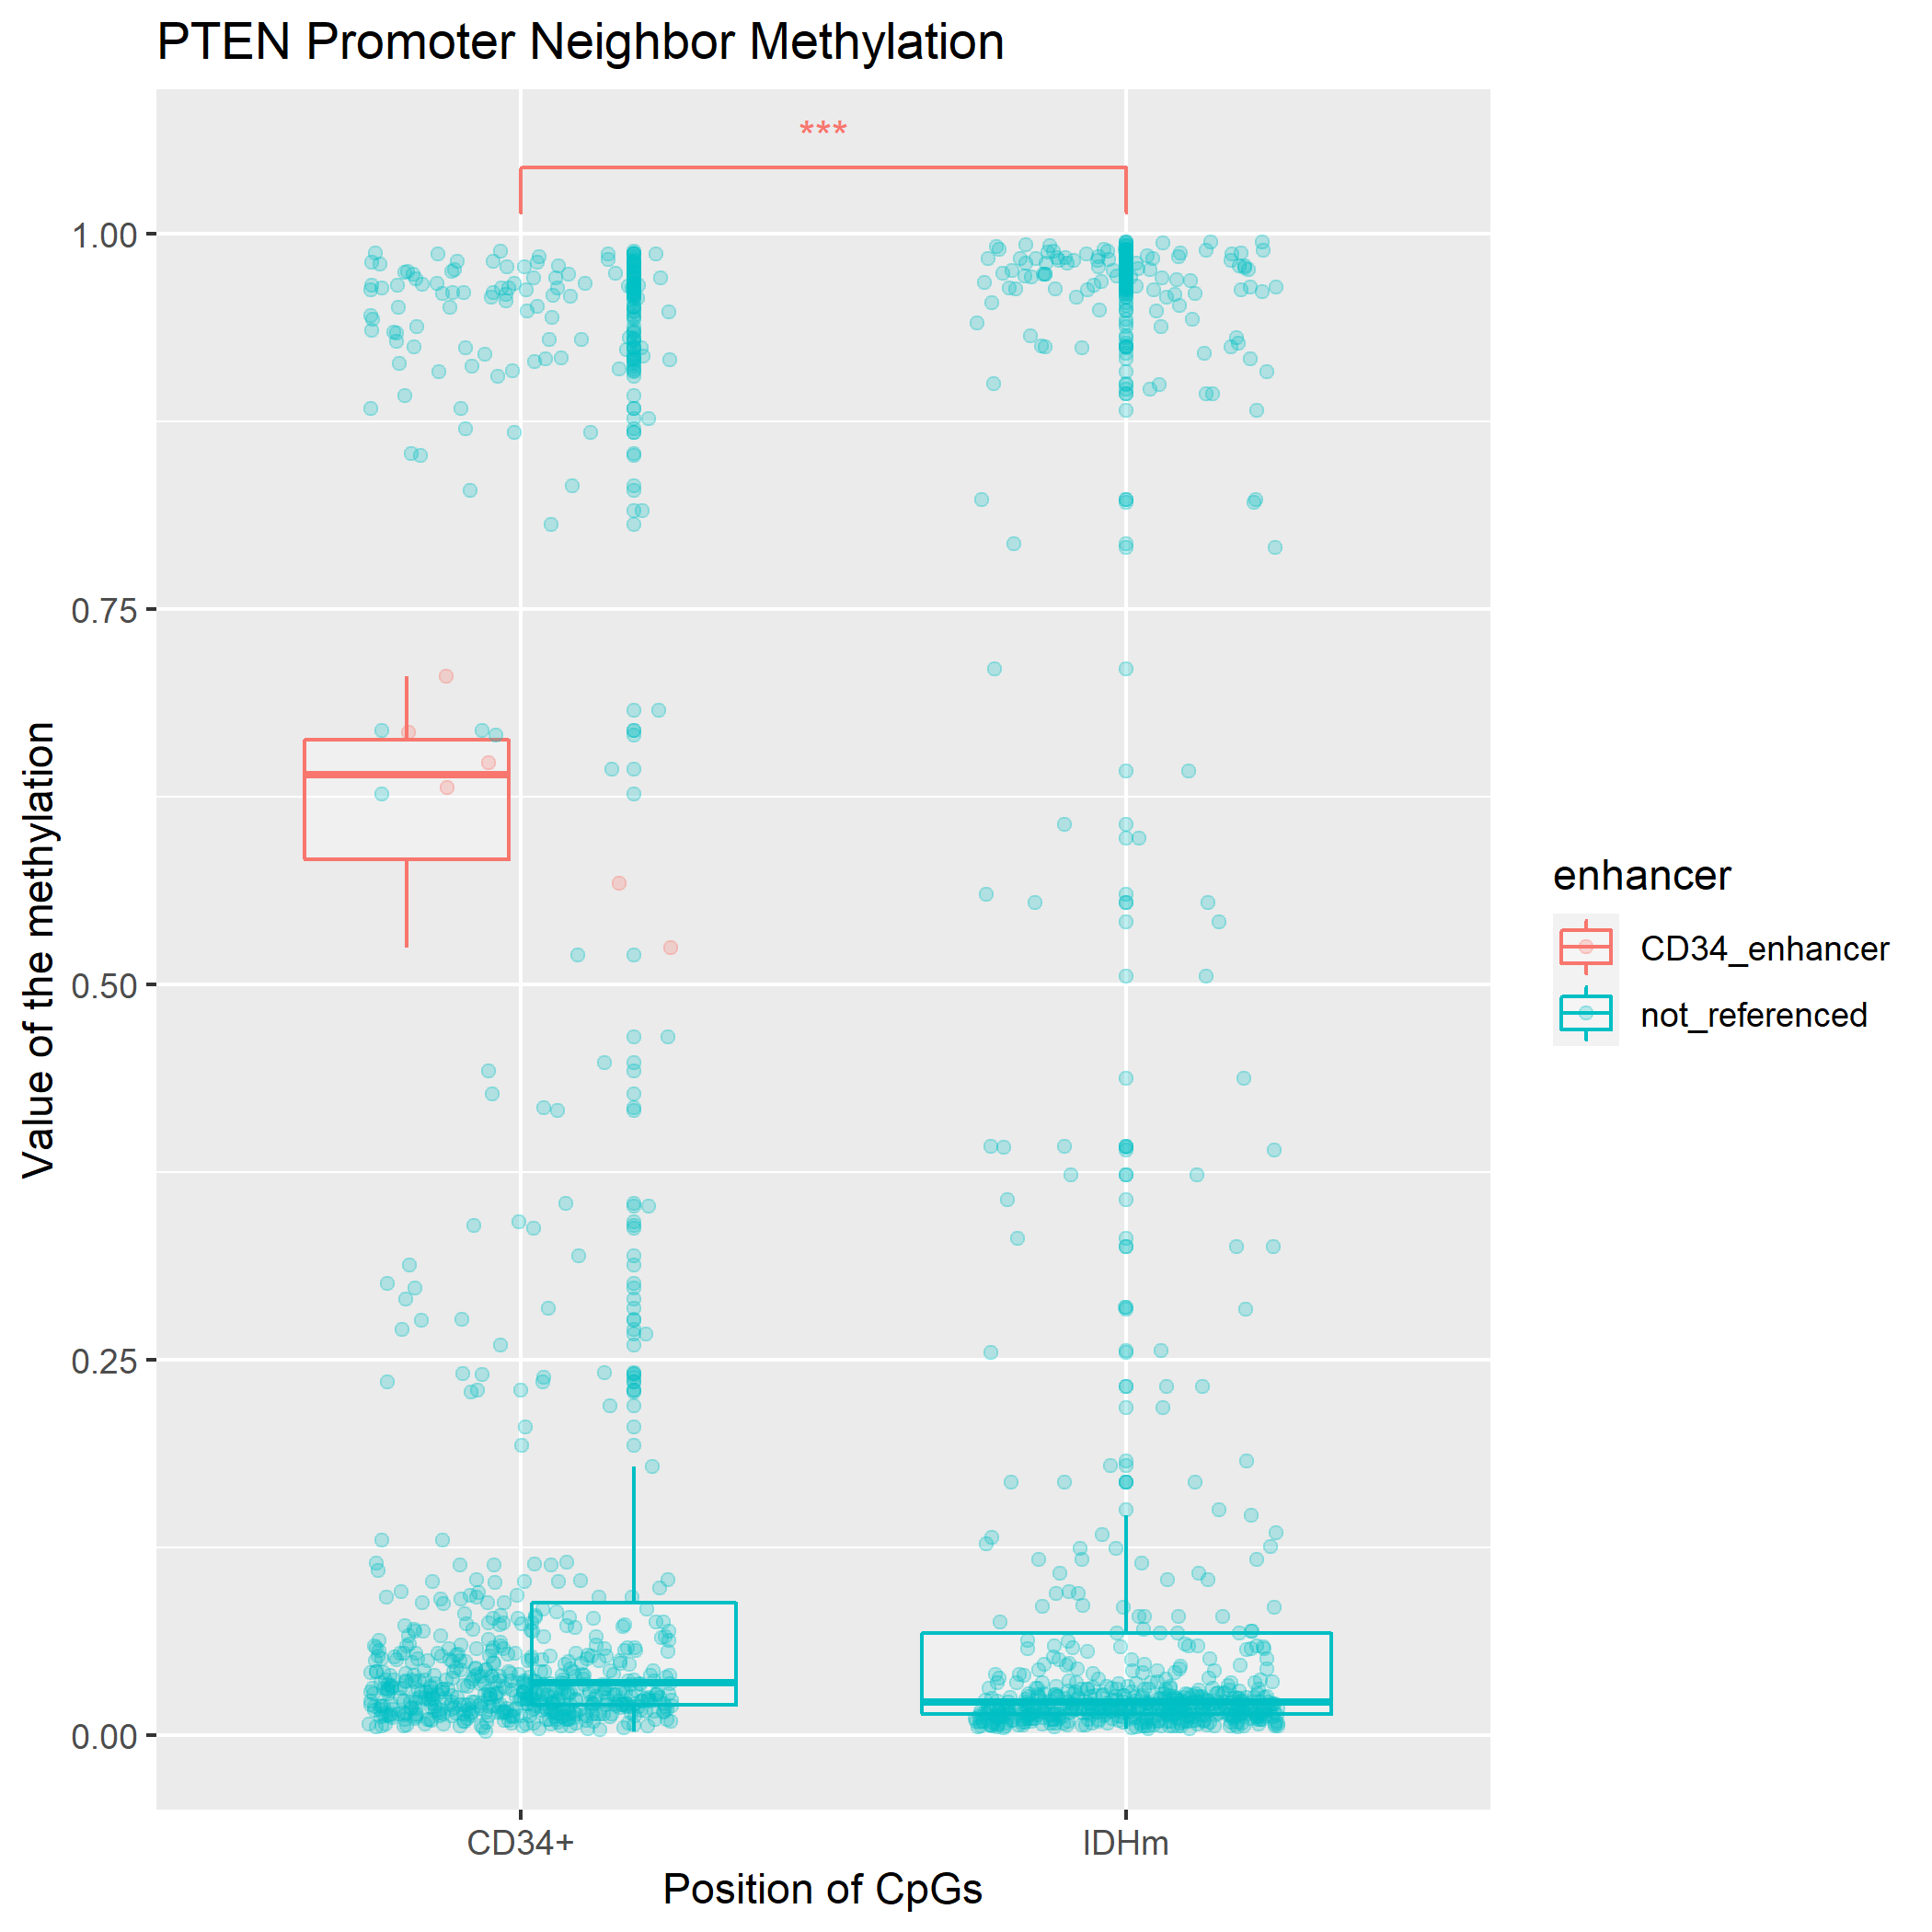 PTEN Promoter Neighbor Methylation
***
1.00
0.75
0.50
0.25
0.00
Value of the methylation
CD34+
IDHm
Position of CpGs
enhancer
CD34_enhancer
not_referenced